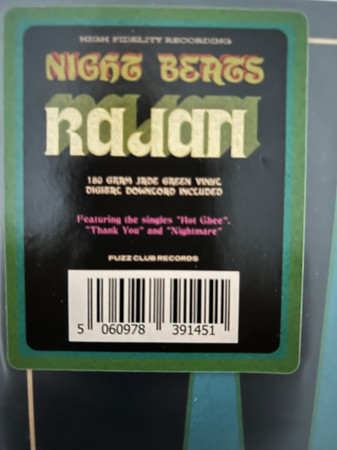 HIGH FIDELITY RECORDING
NIGHT BEATS
RAJAN
180 GRAM JADE GREEN VINYL
DIGITAL DOWNLOAD INCLUDED
Featuring the singles "Hot Ghee",
"Thank You" and "Nightmare"
FUZZ CLUB RECORDS
5 060978 391451